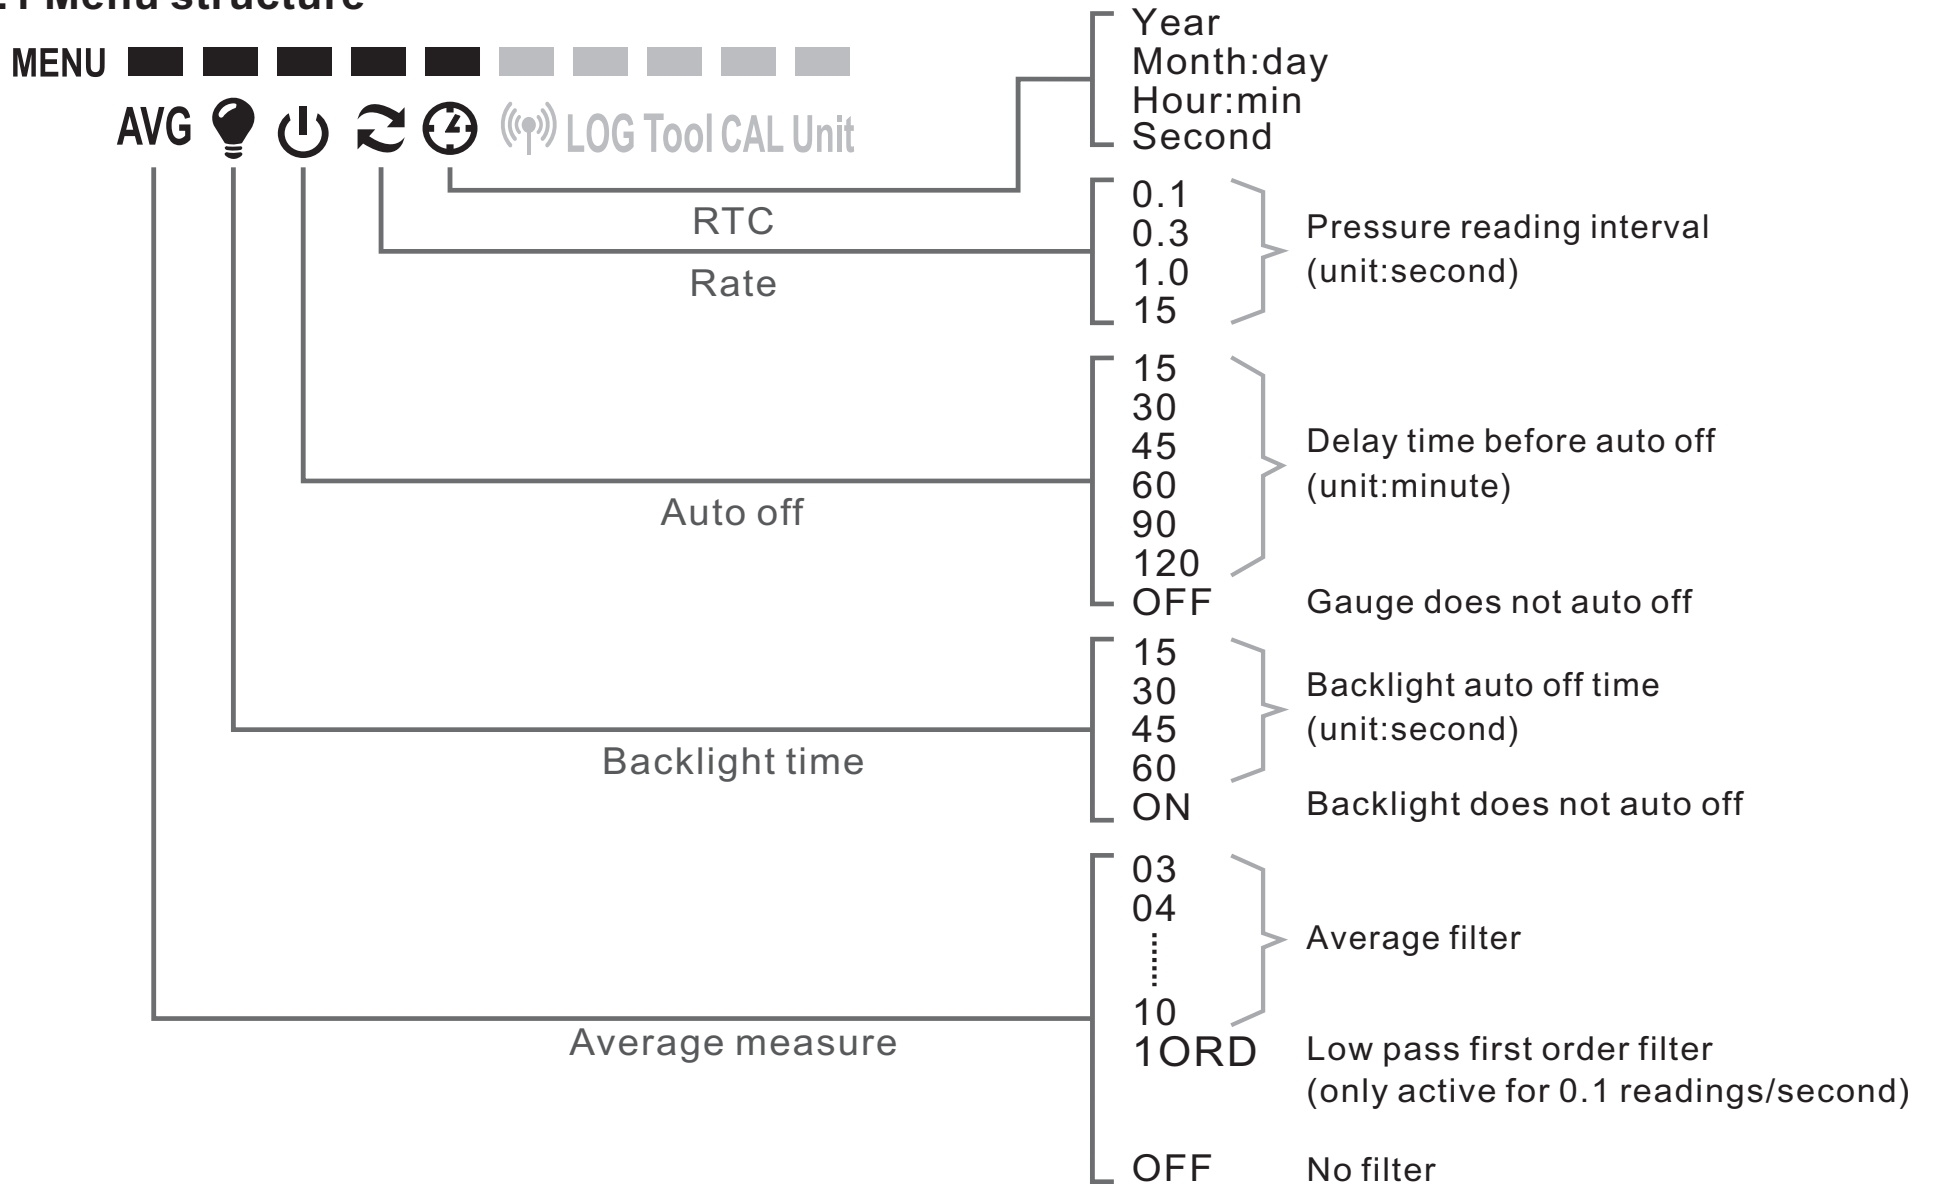 Menu structure
MENU
AVG LOG Tool CAL Unit
Year
Month:day
Hour:min
Second
RTC
0.1
0.3
1.0
15
Pressure reading interval
(unit:second)
Rate
15
30
45
60
90
120
Delay time before auto off
(unit:minute)
OFF Gauge does not auto off
Auto off
15
30
45
60
Backlight auto off time
(unit:second)
ON Backlight does not auto off
Backlight time
03
04
10
Average filter
1ORD Low pass first order filter
(only active for 0.1 readings/second)
OFF No filter
Average measure